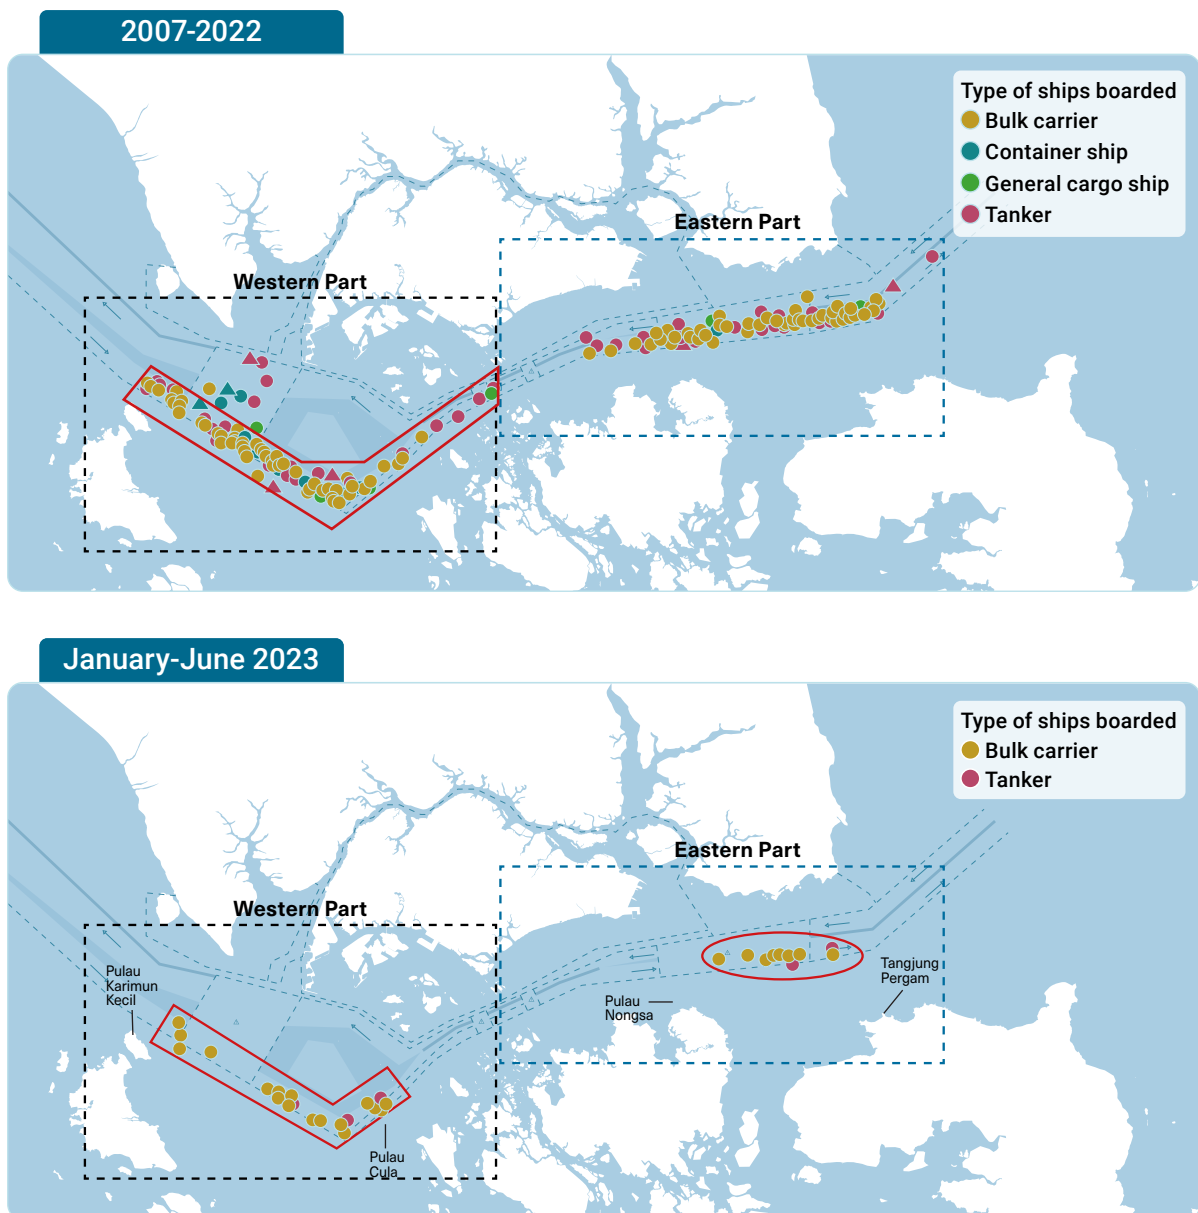 2007-2022
Type of ships boarded
Bulk carrier
Container ship
General cargo ship
Tanker
Eastern Part
Western Part
January-June 2023
Type of ships boarded
Bulk carrier
Tanker
Eastern Part
Western Part
Pulau
Karimun
Kecil
Pulau
Nongsa
Tangjung
Pergam
Pulau
Cula